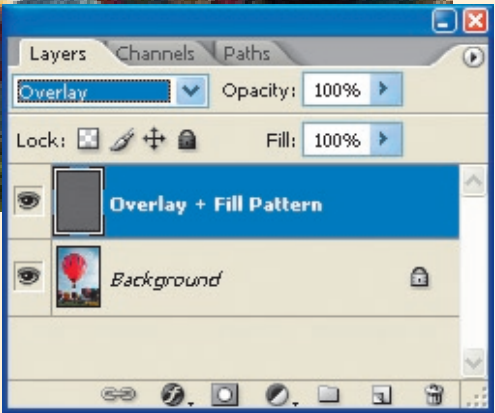 Layers Channels Paths
Overlay Opacity: 100%
Lock: Fill: 100%
Overlay + Fill Pattern
Background